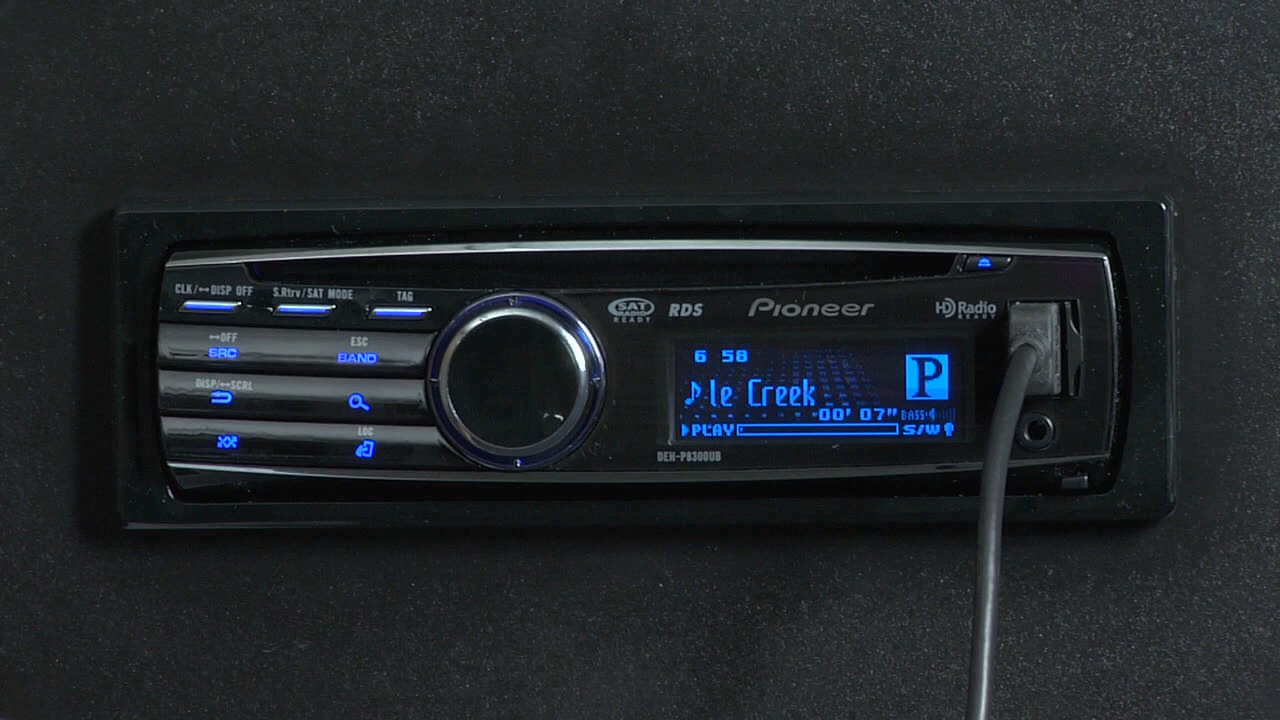 CLK/↔DISP OFF
S.Rtrv/SAT MODE
TAG
SAT
RADIO
READY
RDS
Pioneer
HD Radio
READY
↔OFF
SRC
ESC
BAND
DISP/↔SCRL
LOC
6 58
P
♪le Creek
00' 07"
BASS
PLAY
S/W
DEH-P8300UB